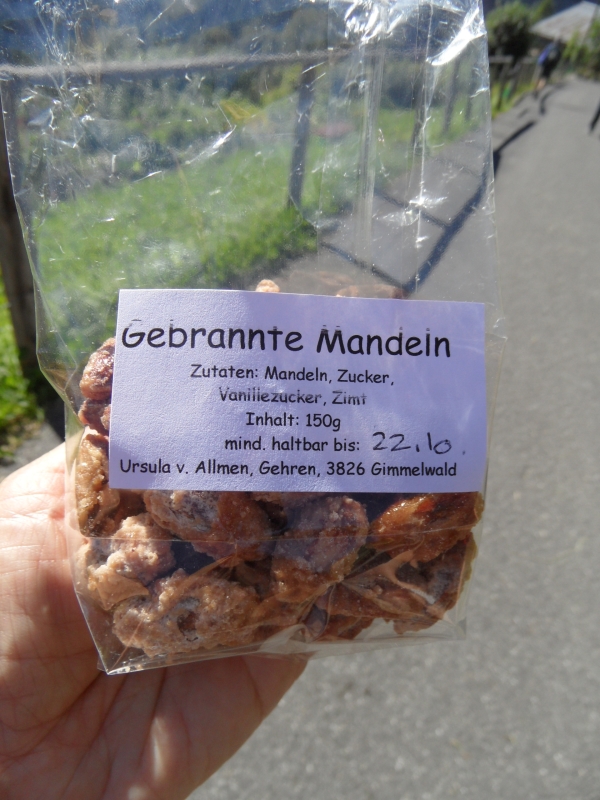 Gebrannte Mandeln
Zutaten: Mandeln, Zucker,
Vanillezucker, Zimt
Inhalt: 150g
mind. haltbar bis: 22.10.
Ursula v. Allmen, Gehren, 3826 Gimmelwald